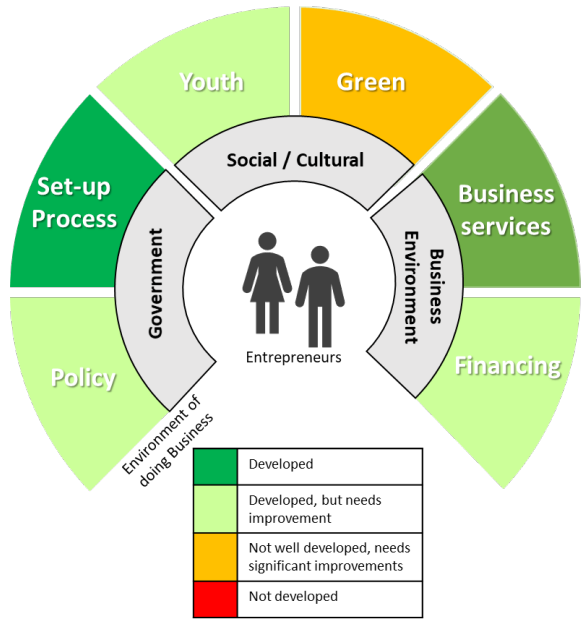 Youth
Green
Set-up
Process
Business
services
Social / Cultural
Government
Business
Environment
Entrepreneurs
Policy
Financing
Environment of
doing Business
Developed
Developed, but needs
improvement
Not well developed, needs
significant improvements
Not developed